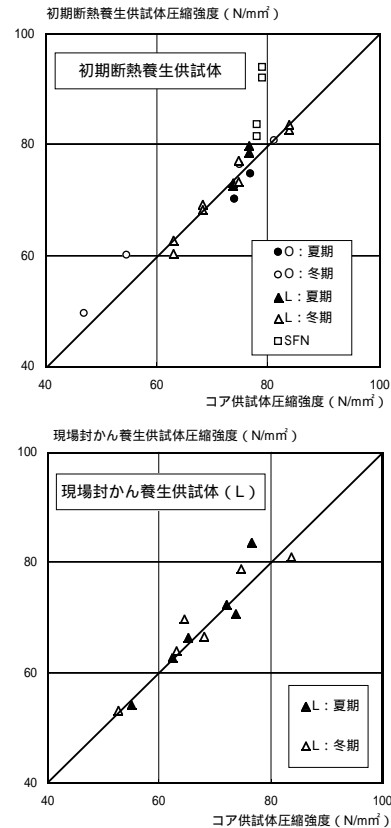 初期断熱養生供試体圧縮強度(N/m㎡)
100
初期断熱養生供試体
80
60
●O:夏期
○O:冬期
▲L:夏期
△L:冬期
□SFN
40
40 60 80 100
コア供試体圧縮強度(N/m㎡)
現場封かん養生供試体圧縮強度(N/m㎡)
100
現場封かん養生供試体(L)
80
60
▲L:夏期
△L:冬期
40
40 60 80 100
コア供試体圧縮強度(N/m㎡)